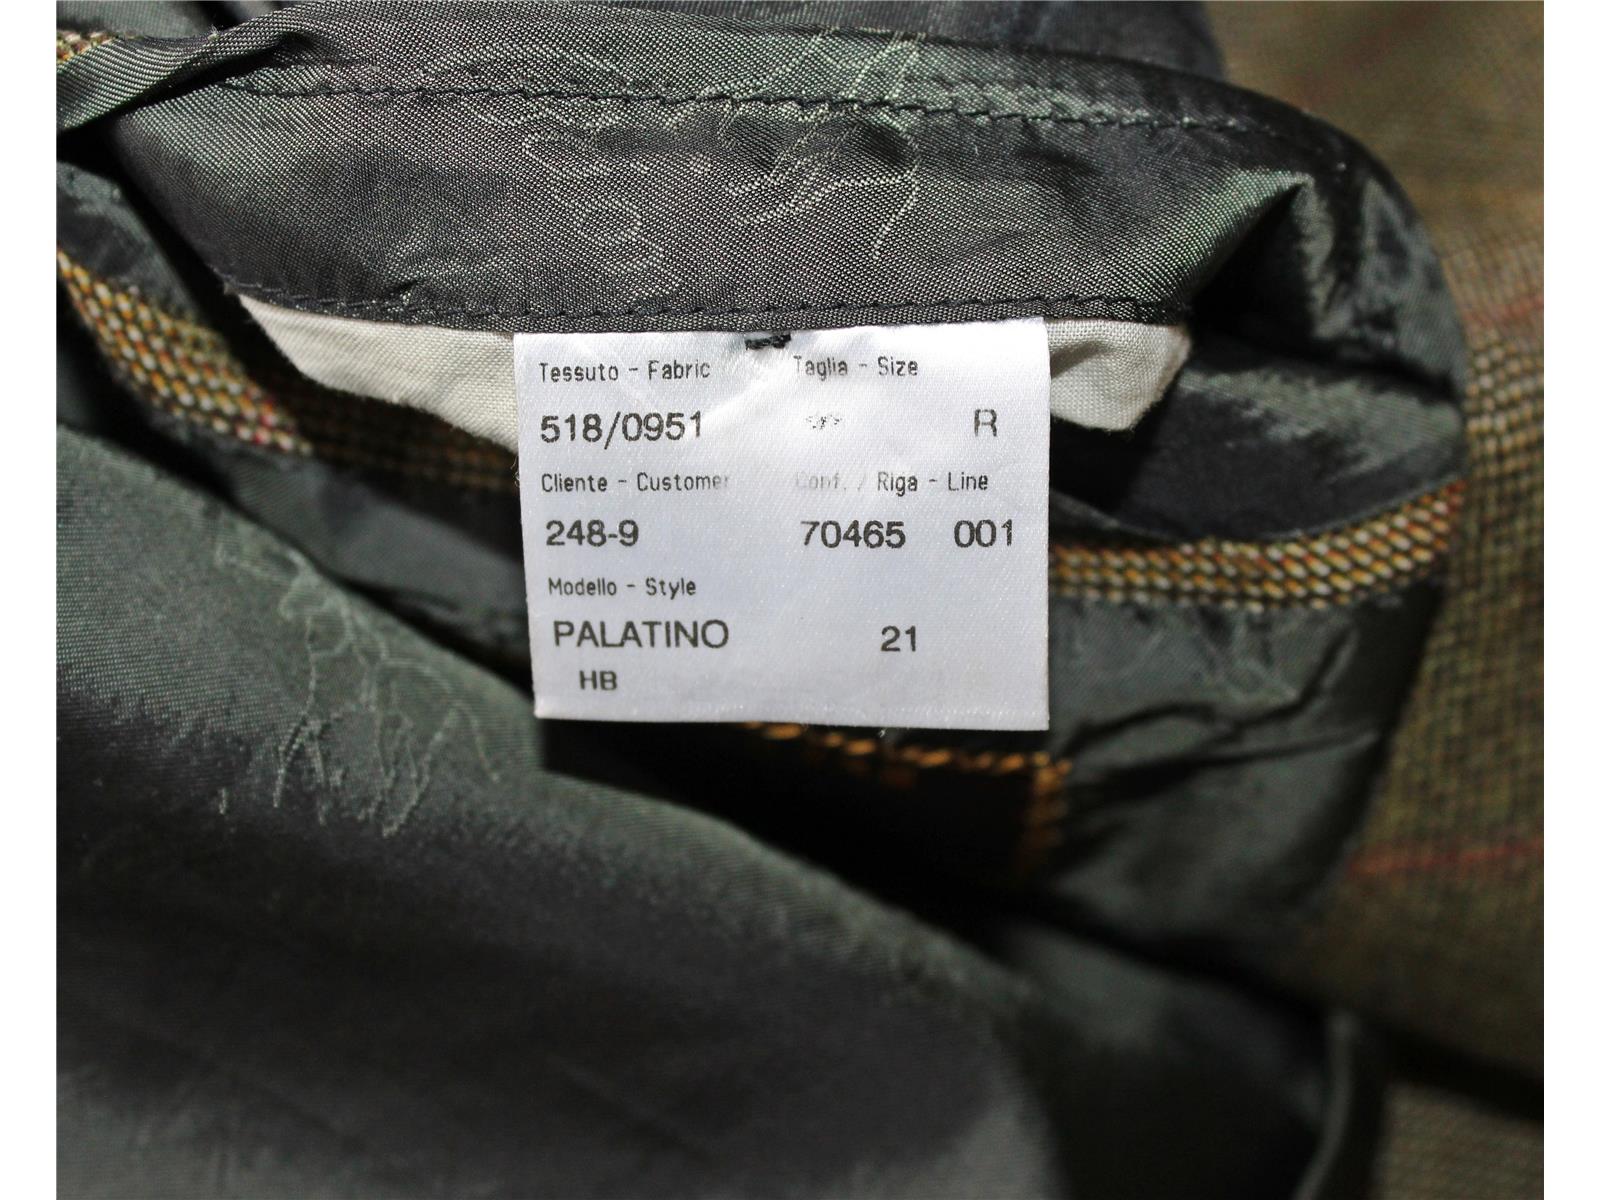 Tessuto - Fabric Taglia - Size
518/0951 R
Cliente - Customer Conf. / Riga - Line
248-9 70465 001
Modello - Style
PALATINO 21
HB